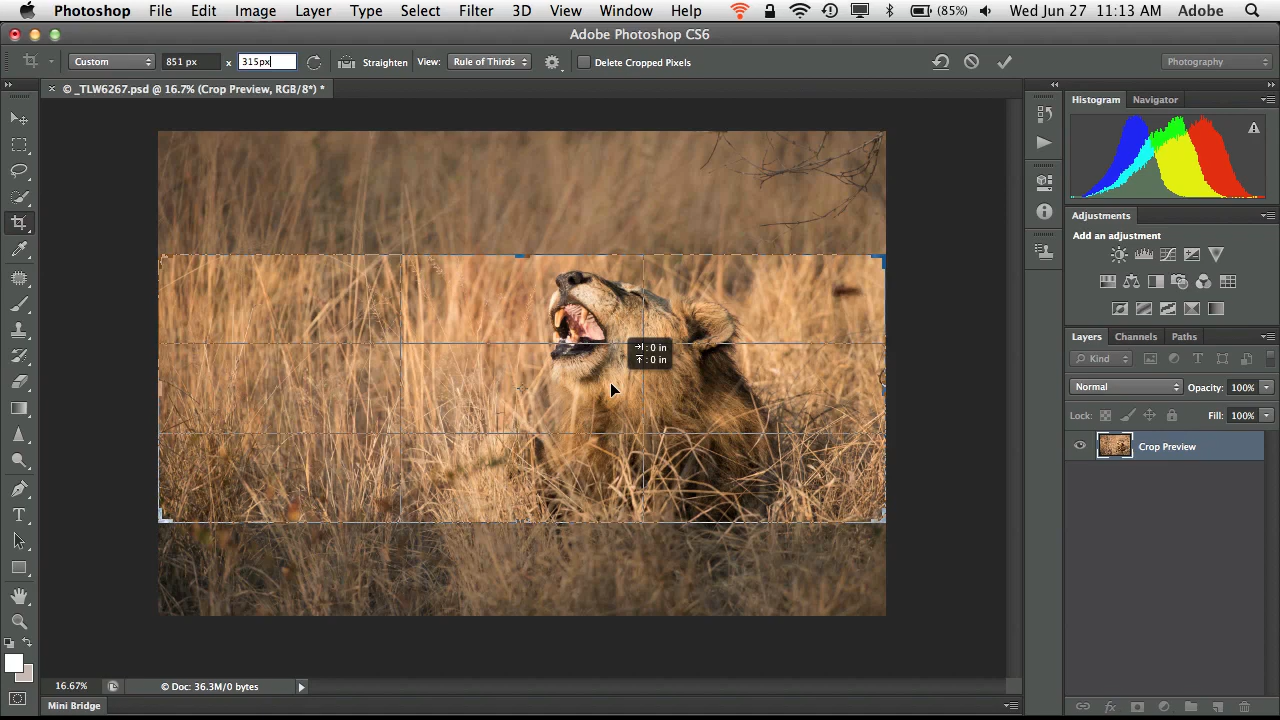 Photoshop File Edit Image Layer Type Select Filter 3D View Window Help (85%) Wed Jun 27 11:13 AM Adobe
Adobe Photoshop CS6
Custom 851 px x 315px Straighten View: Rule of Thirds Delete Cropped Pixels Photography
× © _TLW6267.psd @ 16.7% (Crop Preview, RGB/8*) *
Histogram Navigator
Adjustments
Add an adjustment
Layers Channels Paths
Kind
Normal Opacity: 100%
Lock: Fill: 100%
Crop Preview
: 0 in
: 0 in
16.67% © Doc: 36.3M/0 bytes
Mini Bridge
fx